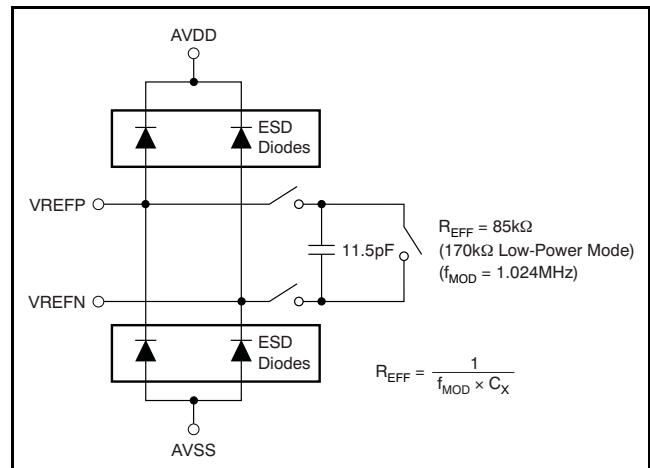 AVDD
ESD
Diodes
VREFP
11.5pF
R_EFF = 85kΩ
(170kΩ Low-Power Mode)
(f_MOD = 1.024MHz)
VREFN
ESD
Diodes
R_EFF = 1 / (f_MOD × C_X)
AVSS